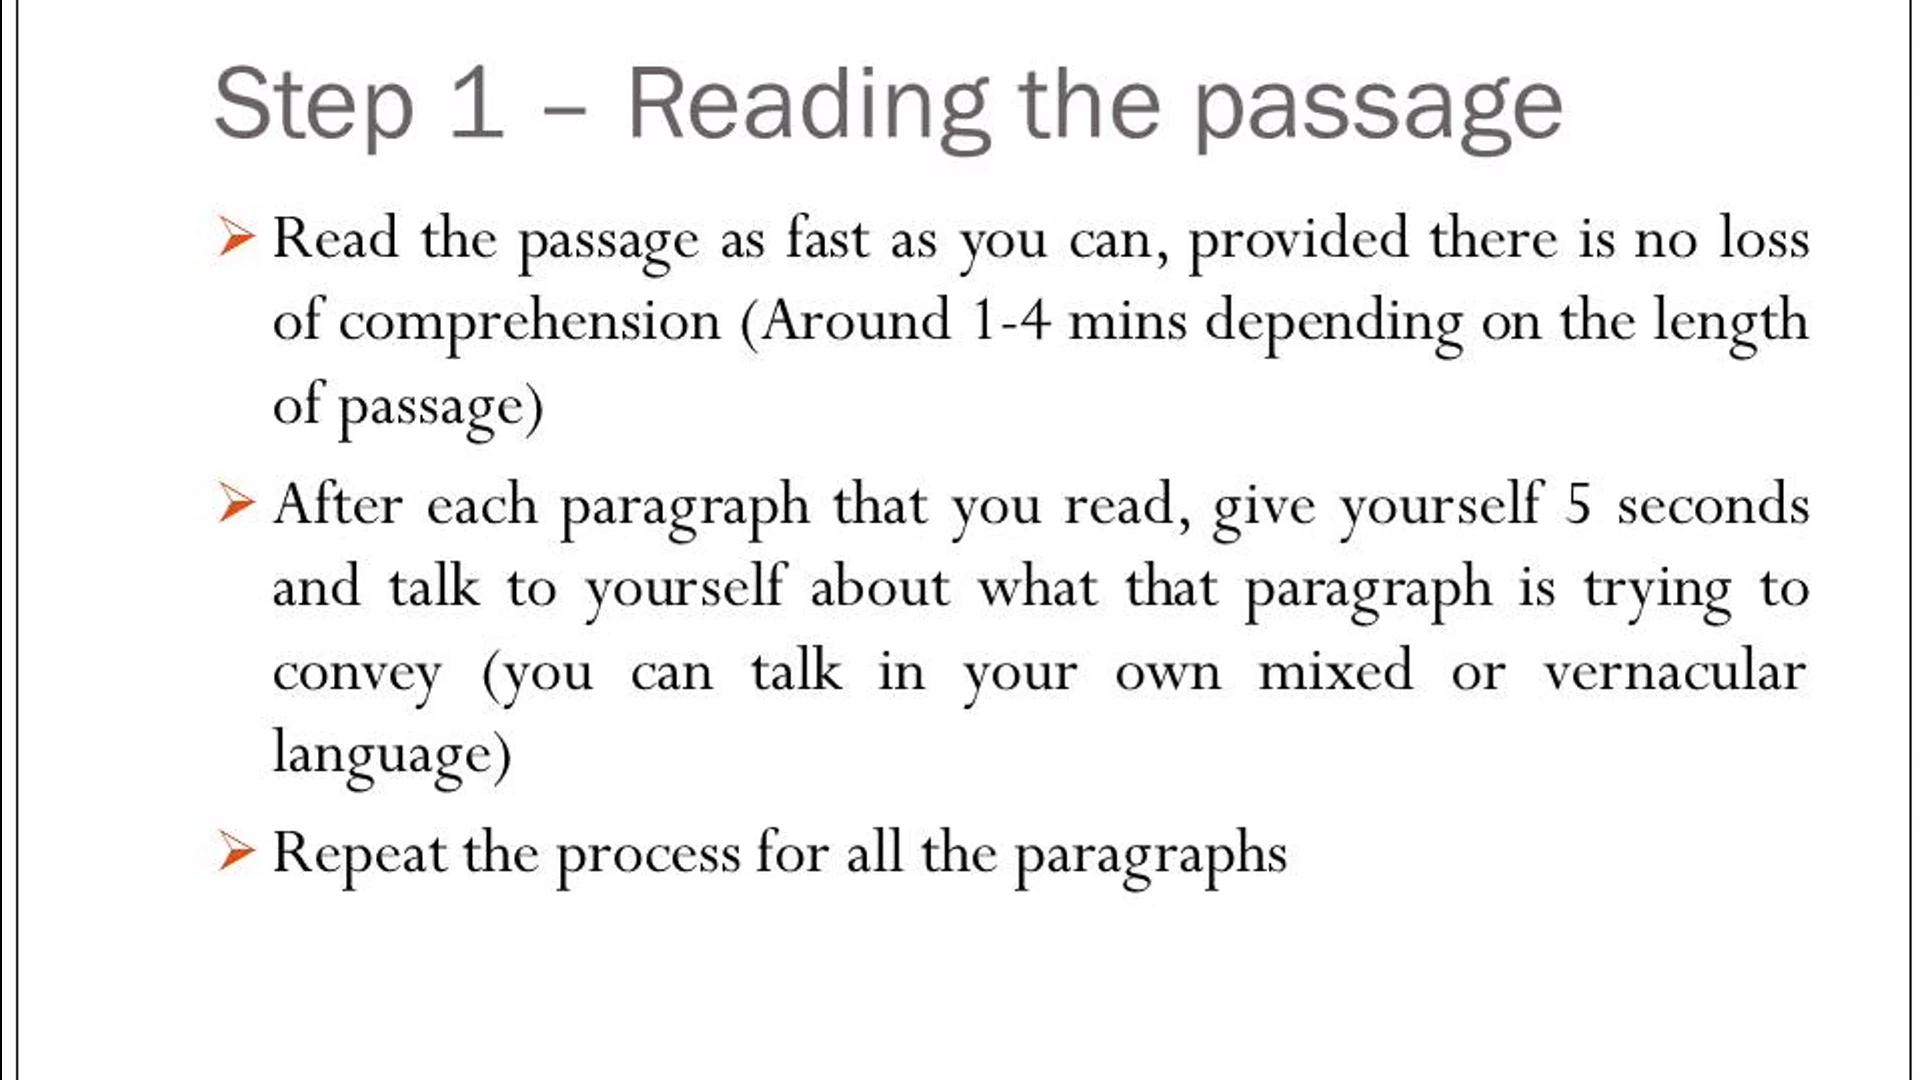 Step 1 – Reading the passage
Read the passage as fast as you can, provided there is no loss
of comprehension (Around 1-4 mins depending on the length
of passage)
After each paragraph that you read, give yourself 5 seconds
and talk to yourself about what that paragraph is trying to
convey (you can talk in your own mixed or vernacular
language)
Repeat the process for all the paragraphs